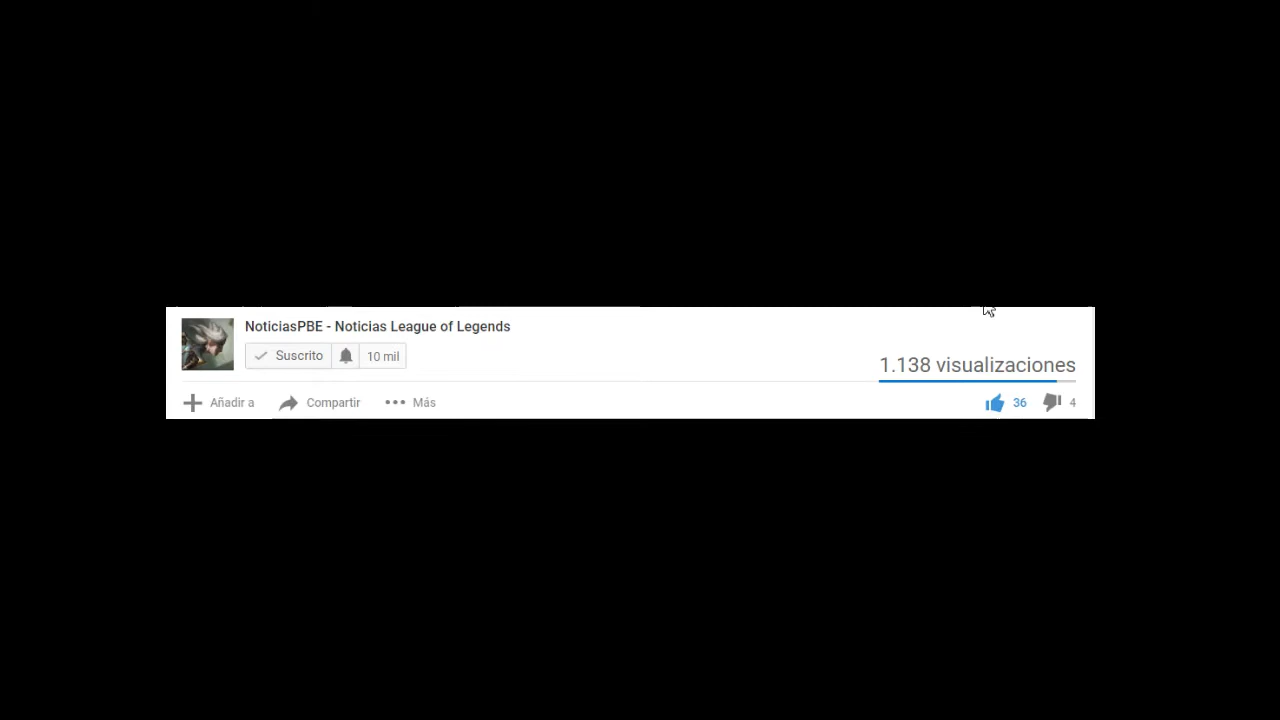 NoticiasPBE - Noticias League of Legends
Suscrito 10 mil
1.138 visualizaciones
Añadir a Compartir Más 36 4